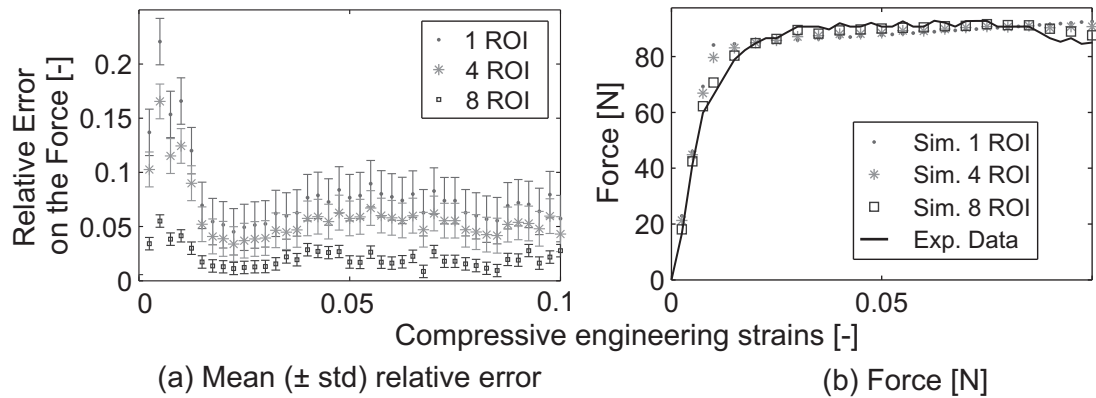 Relative Error
on the Force [-]
0.2
0.15
0.1
0.05
0
0
0.05
0.1
1 ROI
4 ROI
8 ROI
Force [N]
80
60
40
20
0
0
0.05
Sim. 1 ROI
Sim. 4 ROI
Sim. 8 ROI
Exp. Data
Compressive engineering strains [-]
(a) Mean (± std) relative error
(b) Force [N]